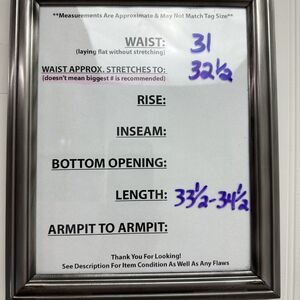 **Measurements Are Approximate & May Not Match Tag Size**
WAIST: 31
(laying flat without stretching)
WAIST APPROX. STRETCHES TO: 32½
(doesn't mean biggest # is recommended)
RISE:
INSEAM:
BOTTOM OPENING:
LENGTH: 33½-34½
ARMPIT TO ARMPIT:
Thank You For Looking!
See Description For Item Condition As Well As Any Flaws